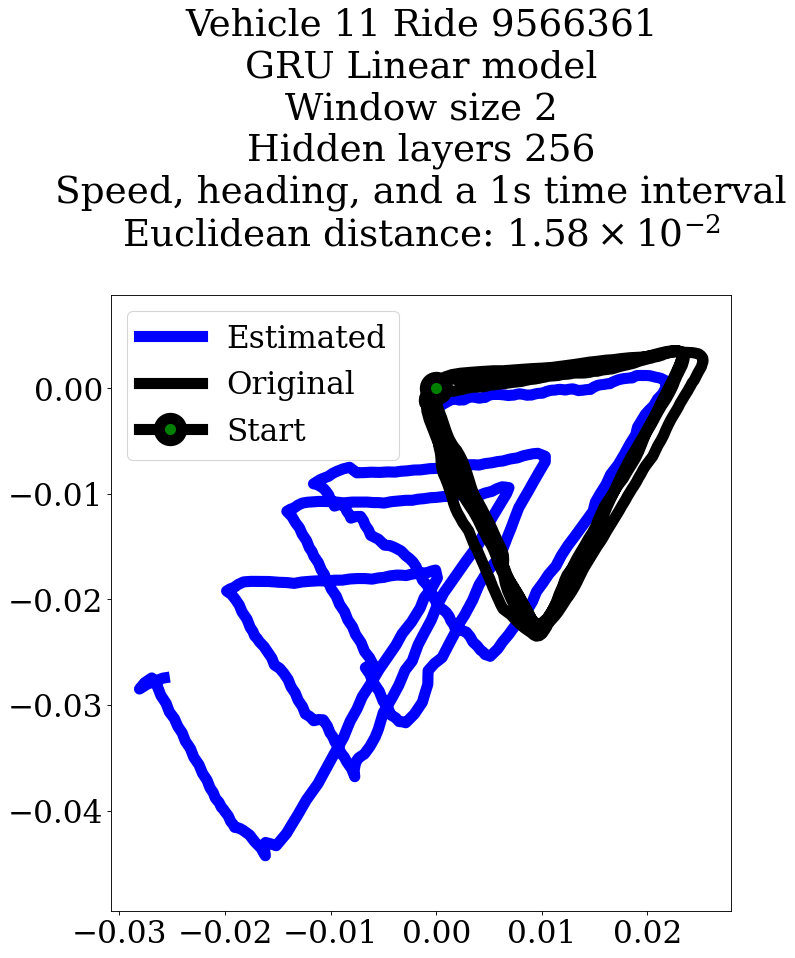 Vehicle 11 Ride 9566361
GRU Linear model
Window size 2
Hidden layers 256
Speed, heading, and a 1s time interval
Euclidean distance: 1.58 × 10⁻²
Estimated
Original
Start
0.00
−0.01
−0.02
−0.03
−0.04
−0.03 −0.02 −0.01 0.00 0.01 0.02